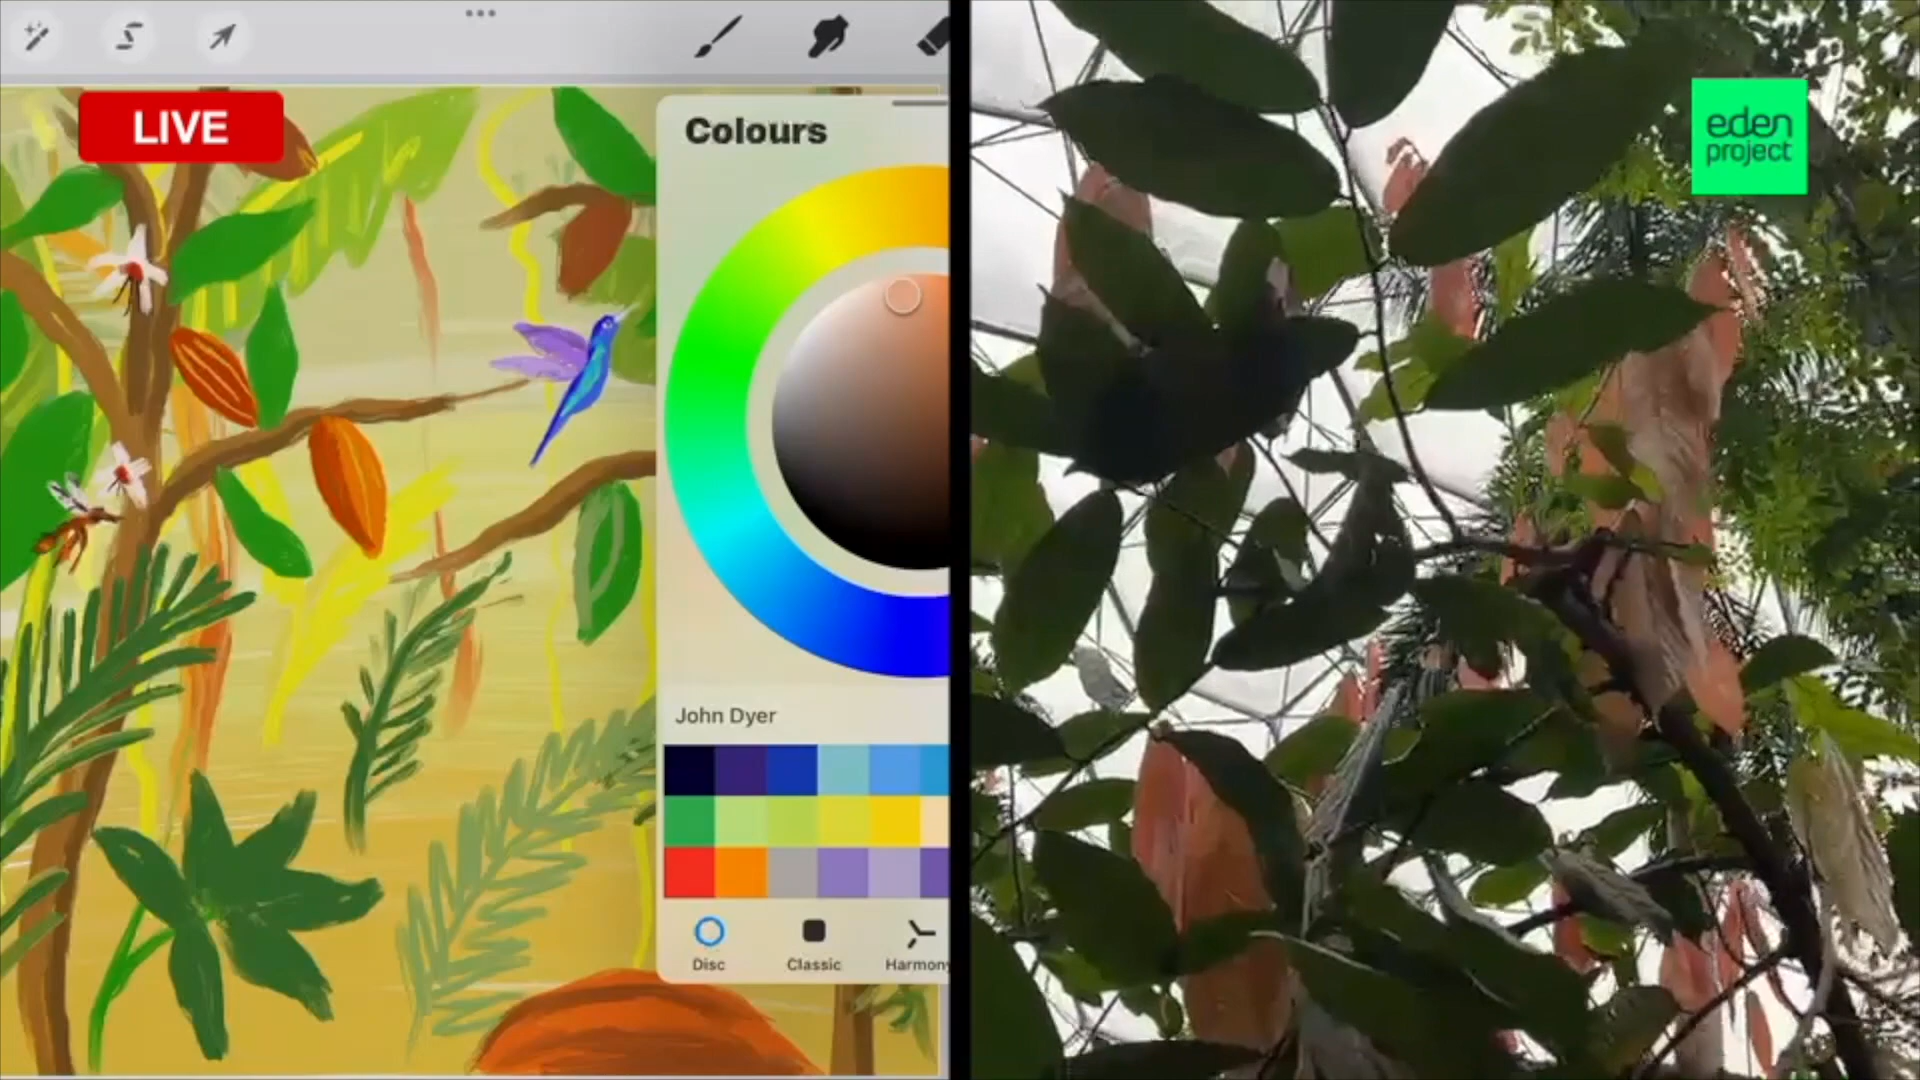 LIVE
Colours
eden
project
John Dyer
Disc
Classic
Harmony